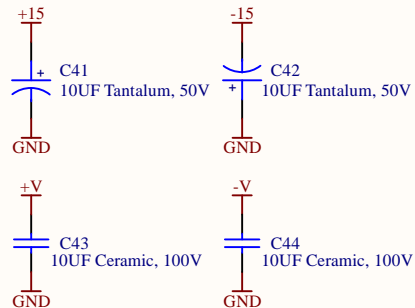 +15
-15
+ C41
C42
10UF Tantalum, 50V
+ 10UF Tantalum, 50V
GND
GND
+V
-V
C43
C44
10UF Ceramic, 100V
10UF Ceramic, 100V
GND
GND